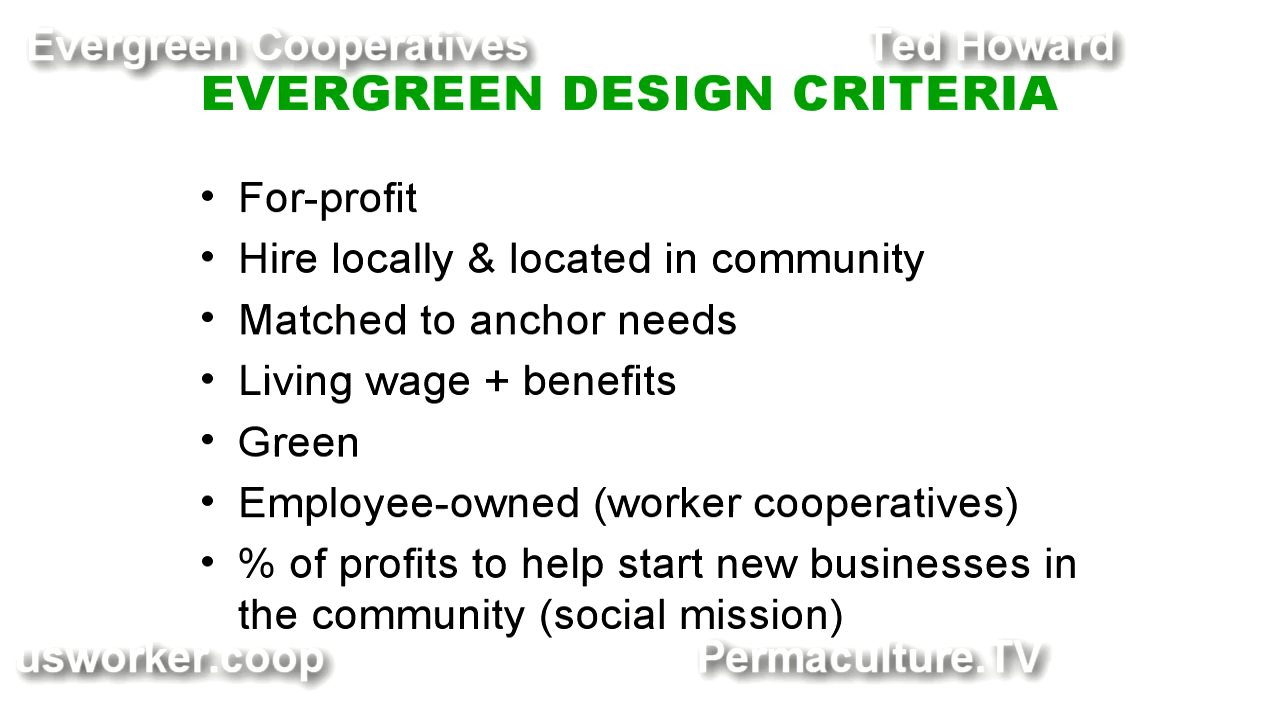 Evergreen Cooperatives Ted Howard
EVERGREEN DESIGN CRITERIA
• For-profit
• Hire locally & located in community
• Matched to anchor needs
• Living wage + benefits
• Green
• Employee-owned (worker cooperatives)
• % of profits to help start new businesses in
the community (social mission)
usworker.coop Permaculture.TV